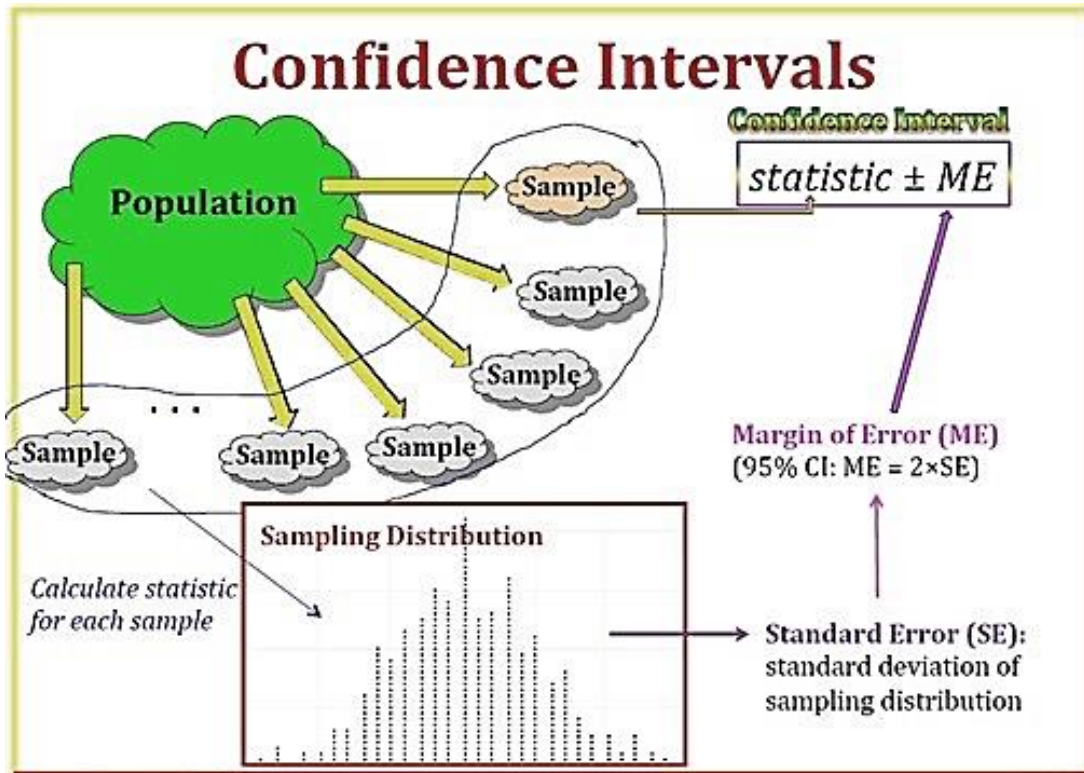 Confidence Intervals
Confidence Interval
statistic ± ME
Population
Sample
Sample
Sample
. . .
Sample
Sample
Sample
Margin of Error (ME)
(95% CI: ME = 2×SE)
Sampling Distribution
Calculate statistic
for each sample
Standard Error (SE):
standard deviation of
sampling distribution